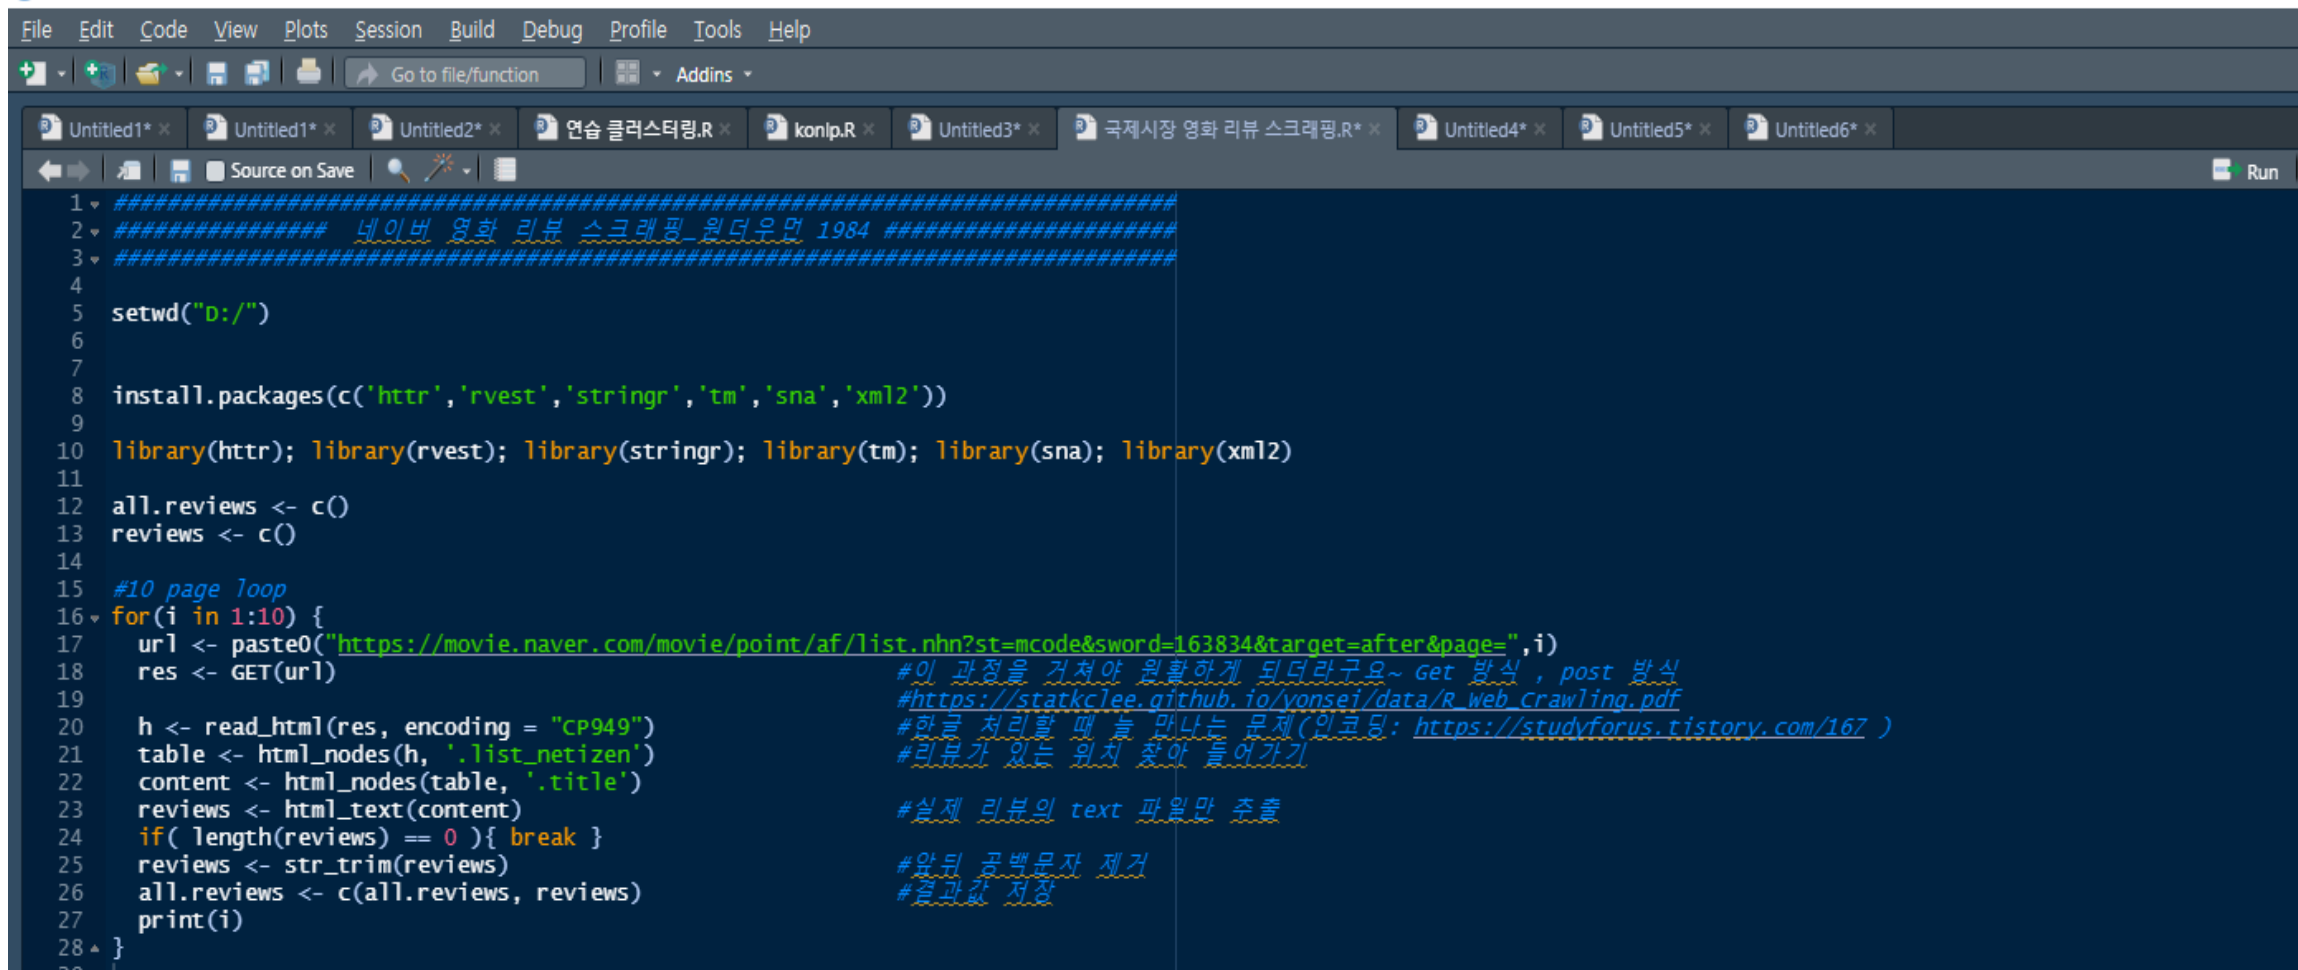 File Edit Code View Plots Session Build Debug Profile Tools Help
Go to file/function Addins
Untitled1* Untitled1* Untitled2* 연습 클러스터링.R konlp.R Untitled3* 국제시장 영화 리뷰 스크래핑.R* Untitled4* Untitled5* Untitled6*
Source on Save Run
1 ################################################################################
2 ################ 네이버 영화 리뷰 스크래핑_원더우먼 1984 ######################
3 ################################################################################
4
5 setwd("D:/")
6
7
8 install.packages(c('httr','rvest','stringr','tm','sna','xml2'))
9
10 library(httr); library(rvest); library(stringr); library(tm); library(sna); library(xml2)
11
12 all.reviews <- c()
13 reviews <- c()
14
15 #10 page loop
16 for(i in 1:10) {
17 url <- paste0("https://movie.naver.com/movie/point/af/list.nhn?st=mcode&sword=163834&target=after&page=",i)
18 res <- GET(url) #이 과정을 거쳐야 원활하게 되더라구요~ Get 방식 , post 방식
19 #https://statkclee.github.io/yonsei/data/R_Web_Crawling.pdf
20 h <- read_html(res, encoding = "CP949") #한글 처리할 때 늘 만나는 문제(인코딩: https://studyforus.tistory.com/167 )
21 table <- html_nodes(h, '.list_netizen') #리뷰가 있는 위치 찾아 들어가기
22 content <- html_nodes(table, '.title')
23 reviews <- html_text(content) #실제 리뷰의 text 파일만 추출
24 if( length(reviews) == 0 ){ break }
25 reviews <- str_trim(reviews) #앞뒤 공백문자 제거
26 all.reviews <- c(all.reviews, reviews) #결과값 저장
27 print(i)
28 }